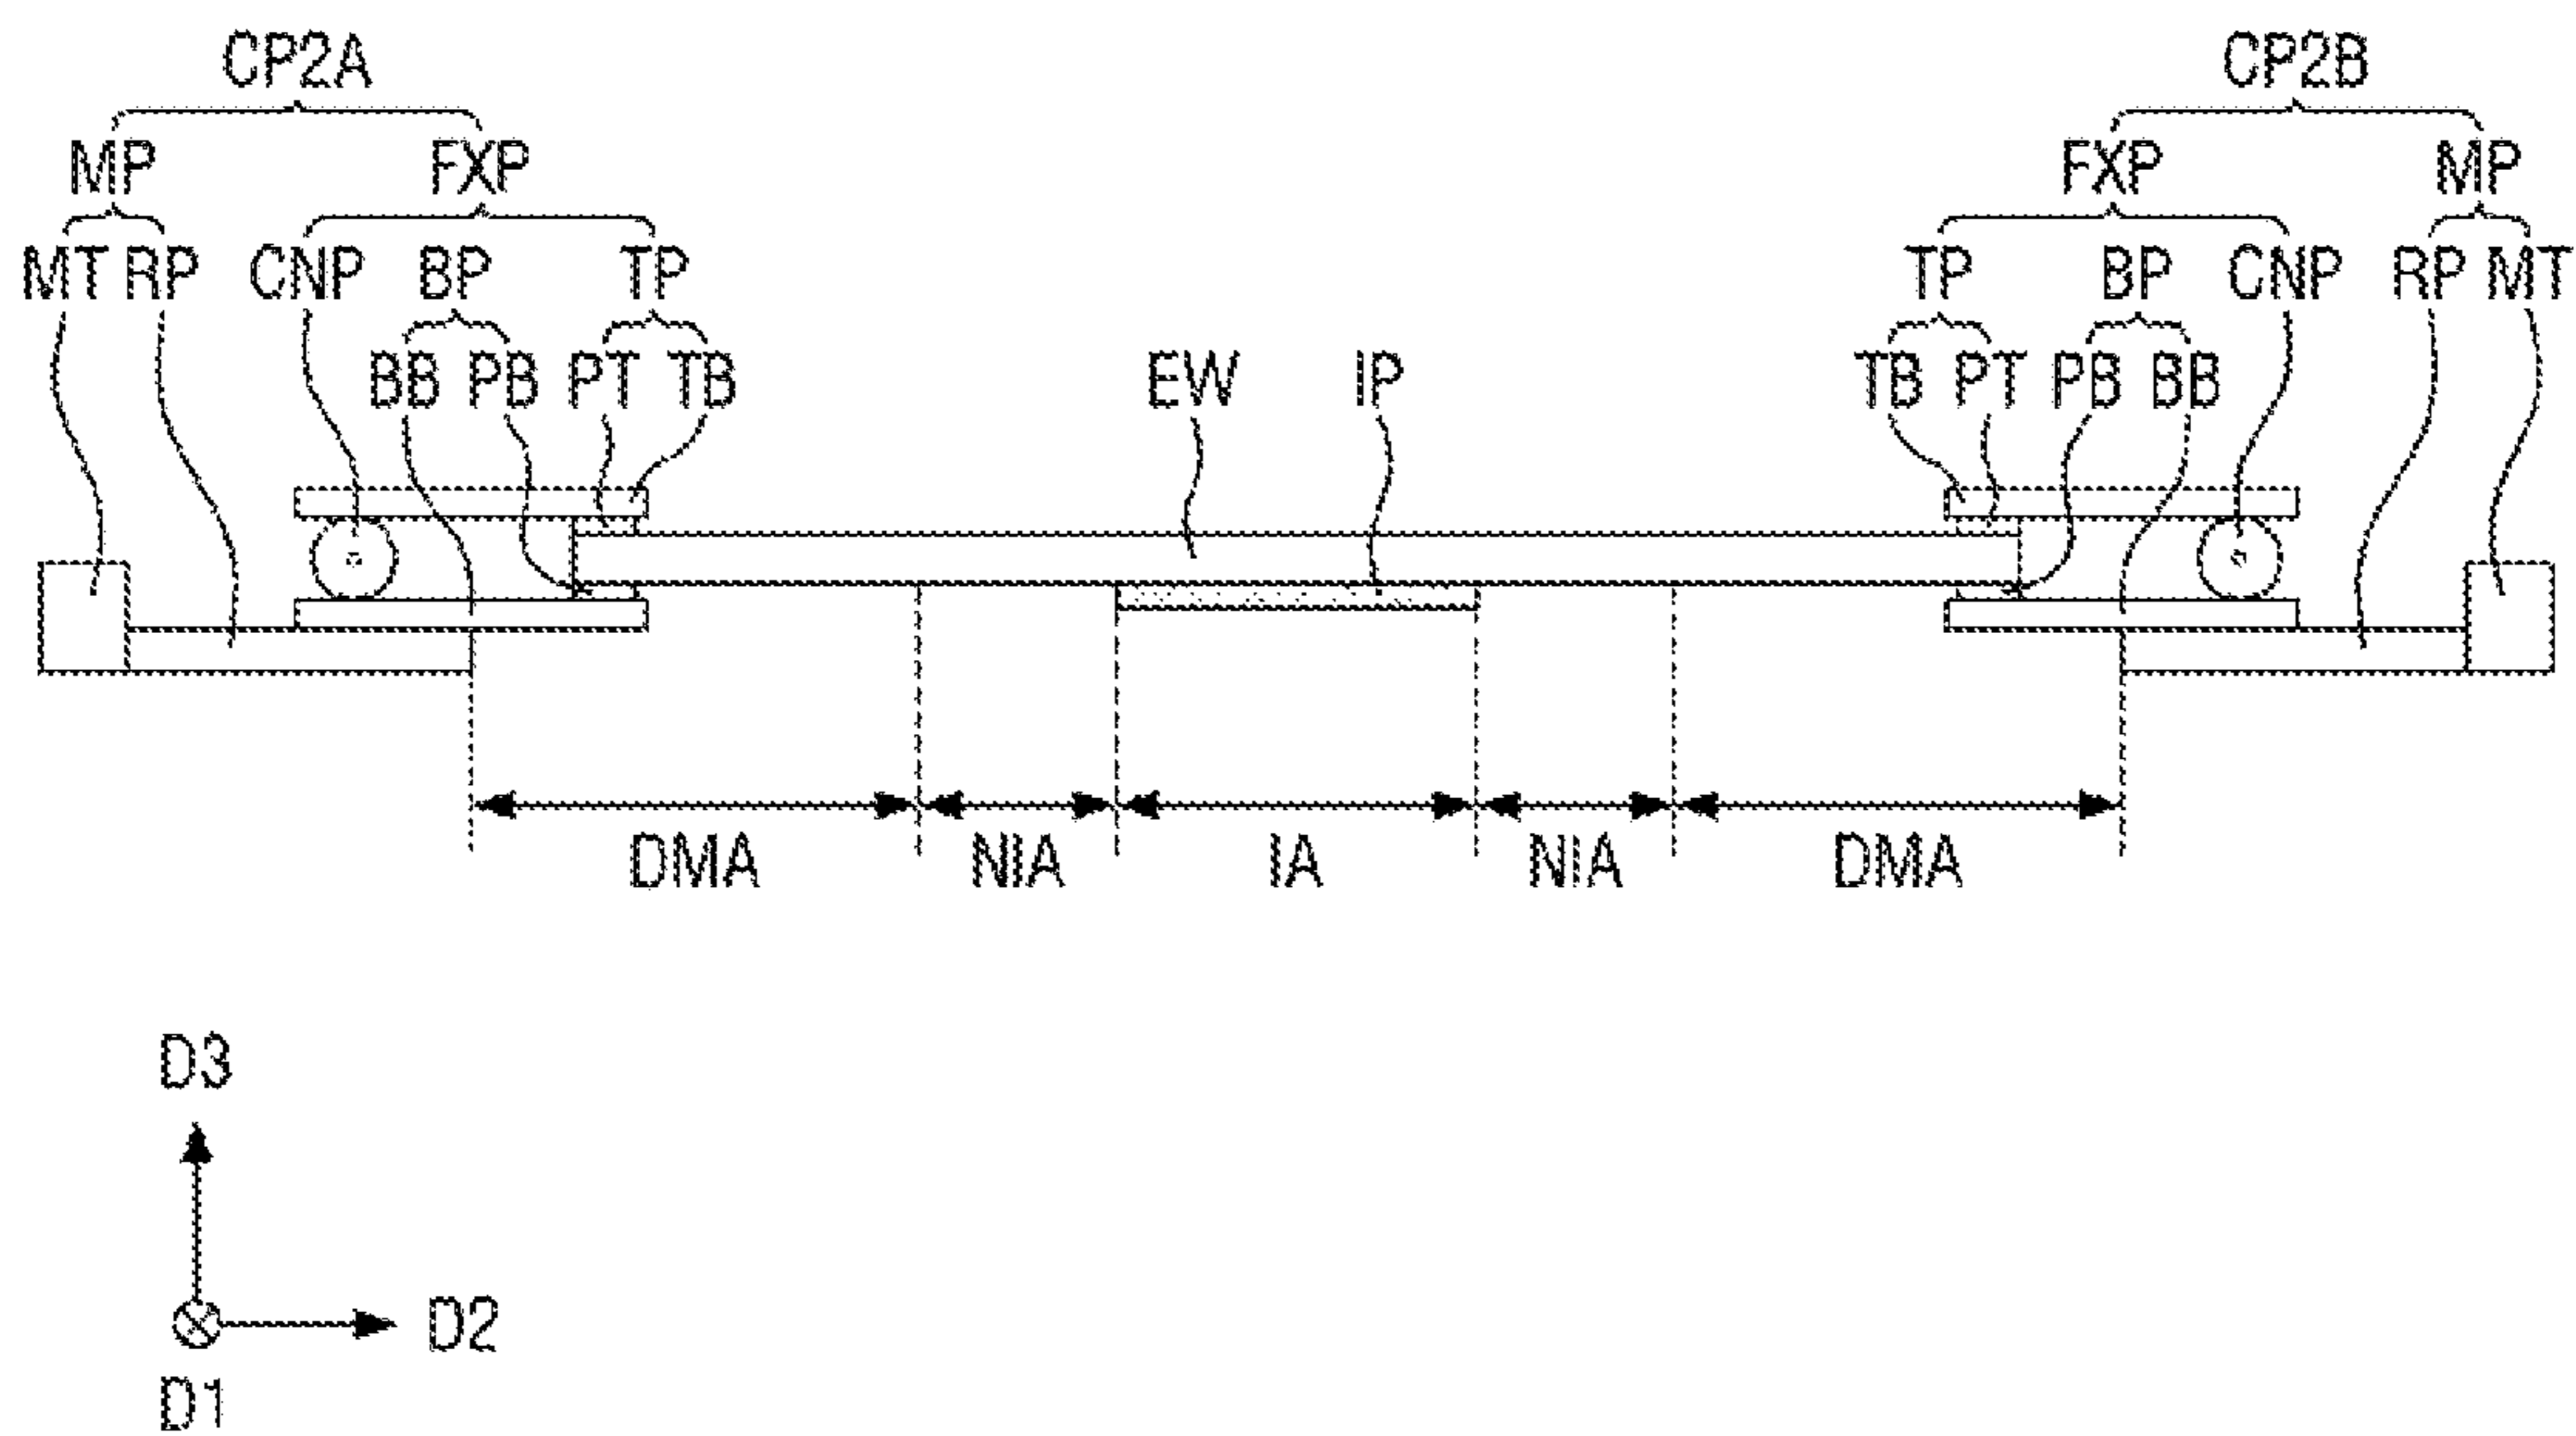 CP2A CP2B
MP FXP FXP MP
MT RP CNP BP TP TP BP CNP RP MT
BB PB PT TB EW IP TB PT PB BB
DMA NIA IA NIA DMA
D3
D2
D1